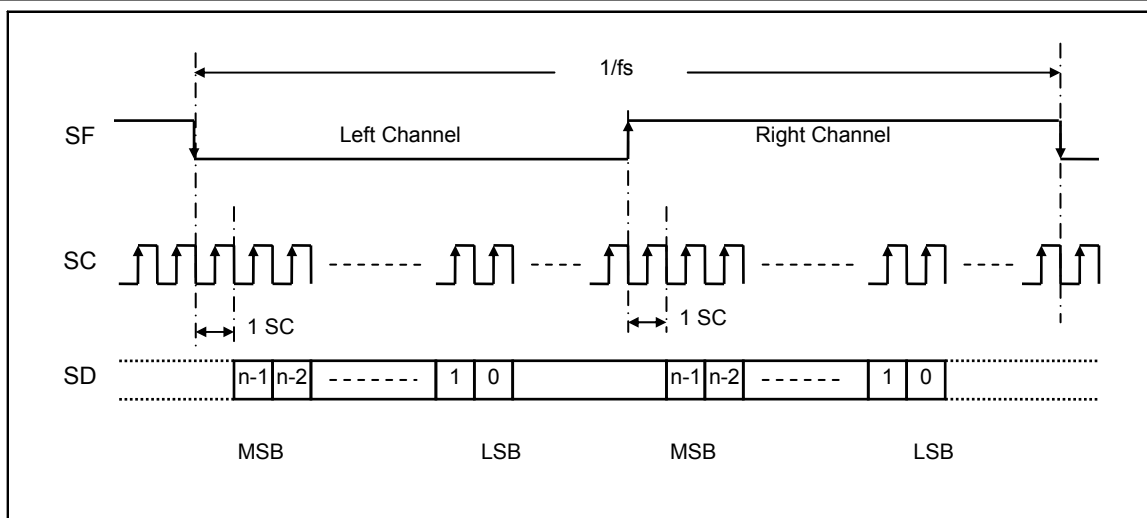 1/fs
SF Left Channel Right Channel
SC
1 SC 1 SC
SD n-1 n-2 1 0 n-1 n-2 1 0
MSB LSB MSB LSB